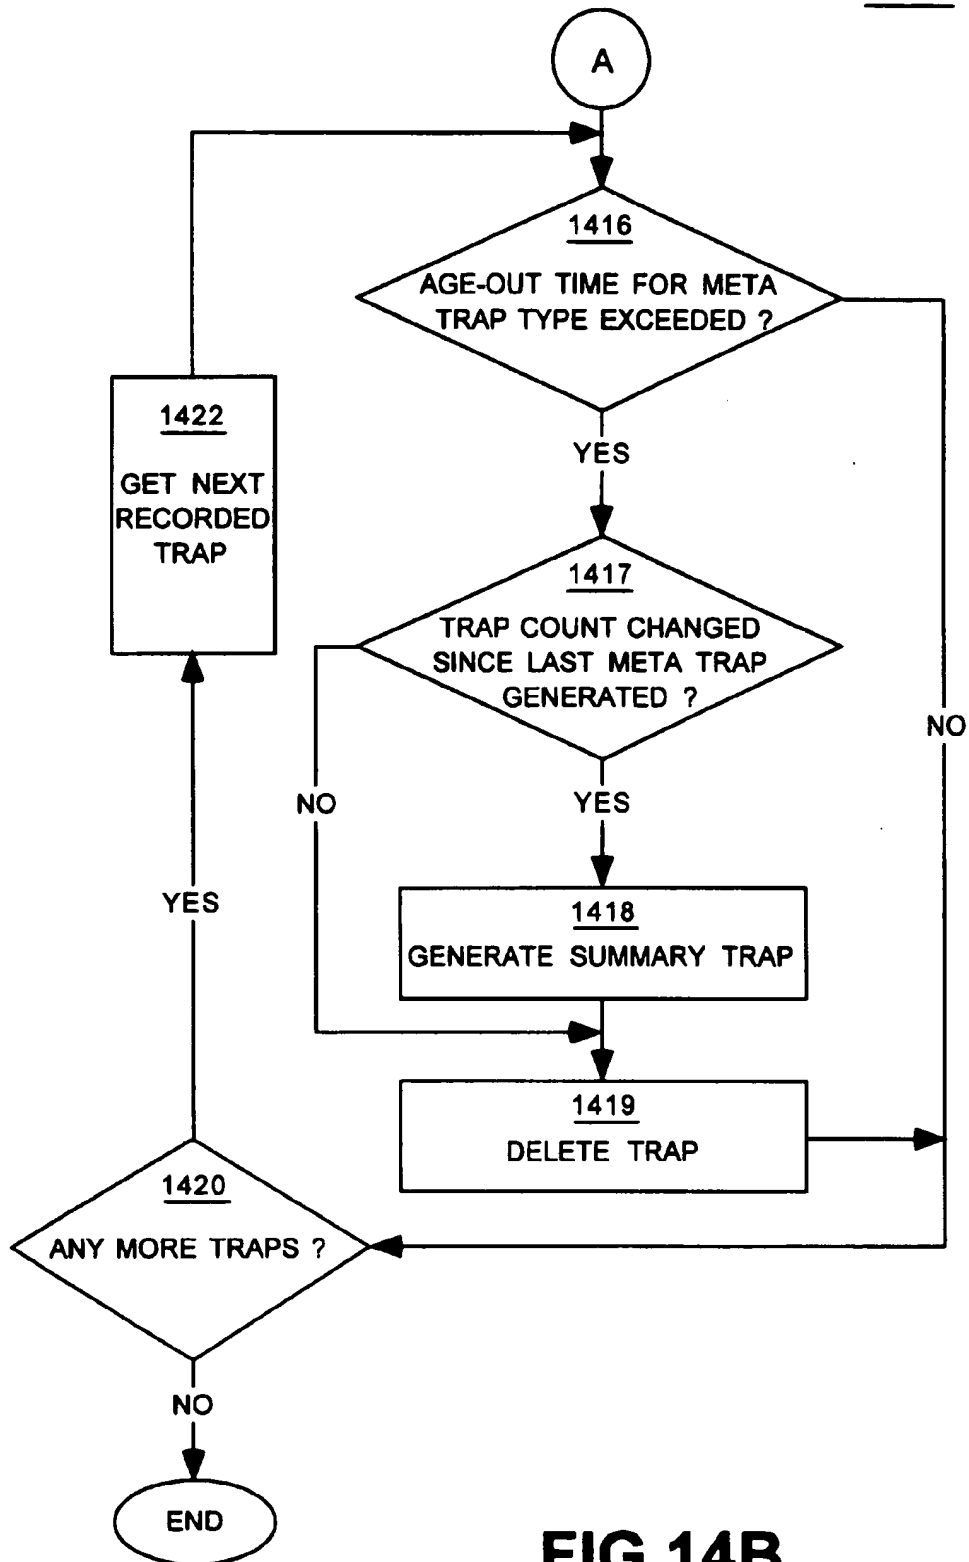 A
1416
AGE-OUT TIME FOR META
TRAP TYPE EXCEEDED ?
YES
NO
1417
TRAP COUNT CHANGED
SINCE LAST META TRAP
GENERATED ?
NO
YES
1418
GENERATE SUMMARY TRAP
1419
DELETE TRAP
1420
ANY MORE TRAPS ?
YES
1422
GET NEXT
RECORDED
TRAP
NO
END
FIG 14B